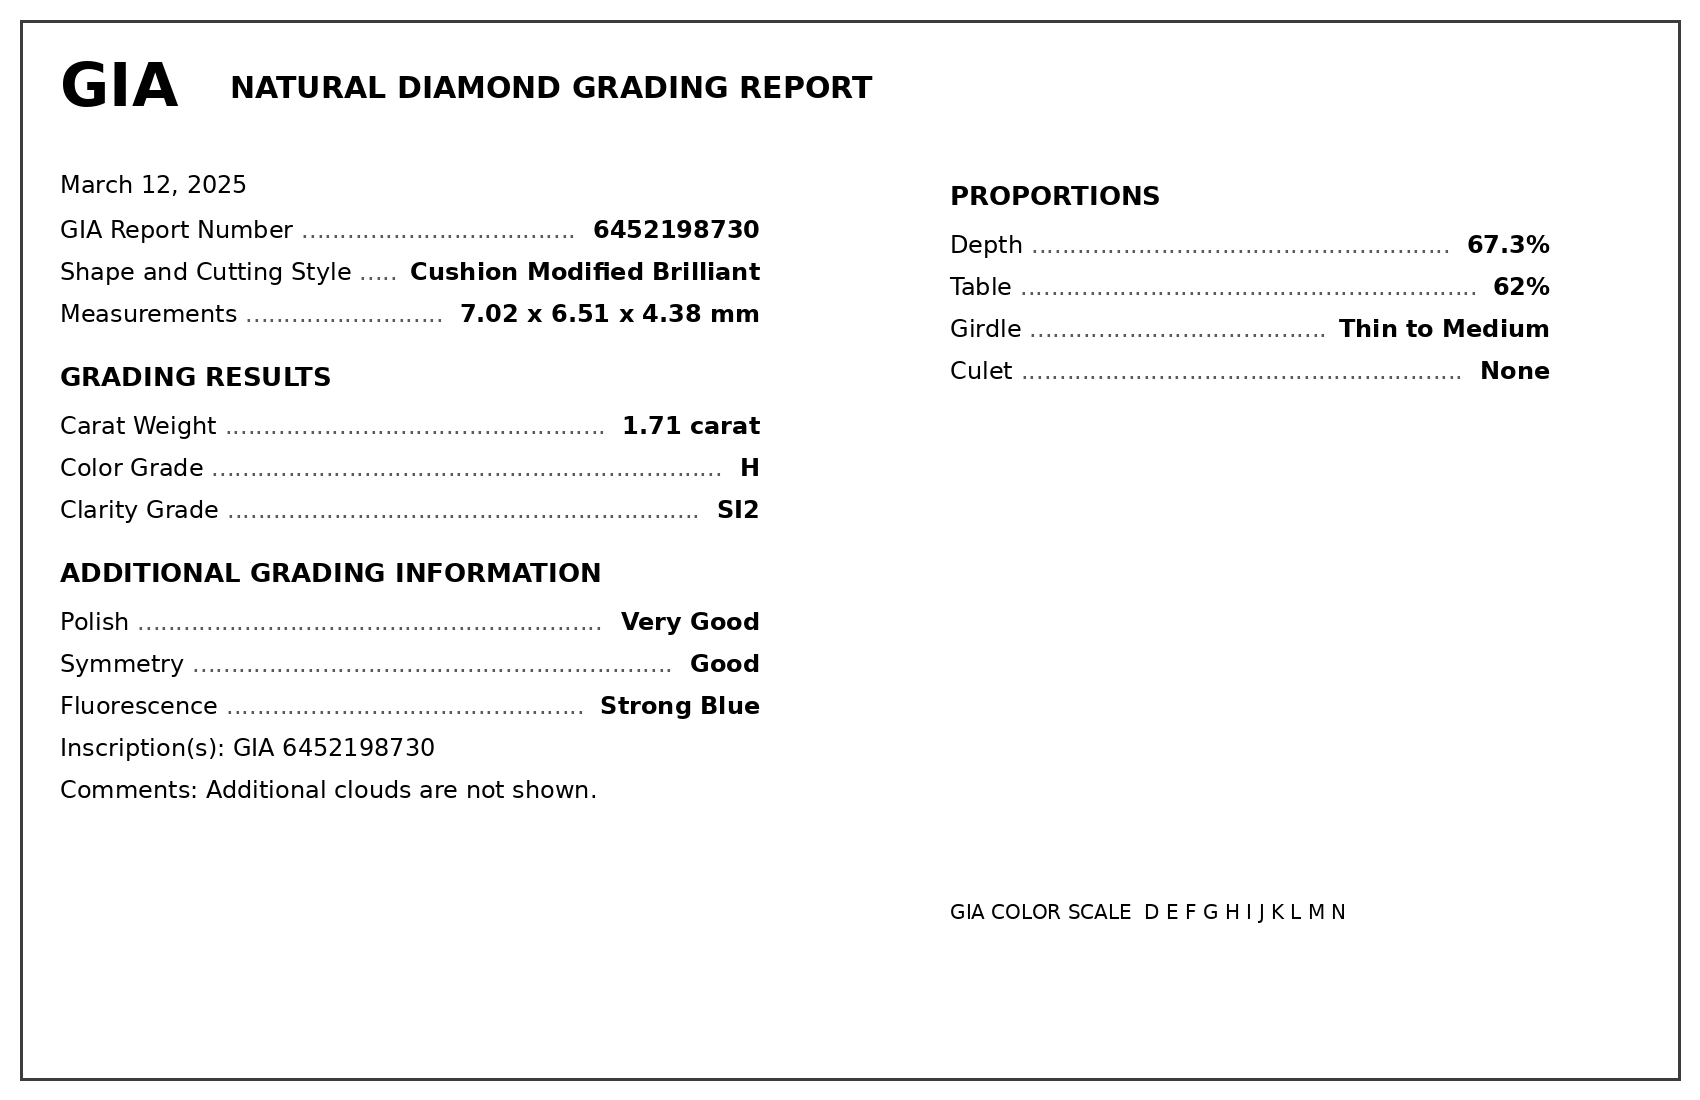 GIA NATURAL DIAMOND GRADING REPORT
March 12, 2025
GIA Report Number .................................... 6452198730
Shape and Cutting Style ..... Cushion Modified Brilliant
Measurements .......................... 7.02 x 6.51 x 4.38 mm
GRADING RESULTS
Carat Weight .................................................. 1.71 carat
Color Grade ................................................................... H
Clarity Grade .............................................................. SI2
ADDITIONAL GRADING INFORMATION
Polish ............................................................. Very Good
Symmetry ............................................................... Good
Fluorescence ............................................... Strong Blue
Inscription(s): GIA 6452198730
Comments: Additional clouds are not shown.
PROPORTIONS
Depth ....................................................... 67.3%
Table ............................................................ 62%
Girdle ....................................... Thin to Medium
Culet .......................................................... None
GIA COLOR SCALE D E F G H I J K L M N